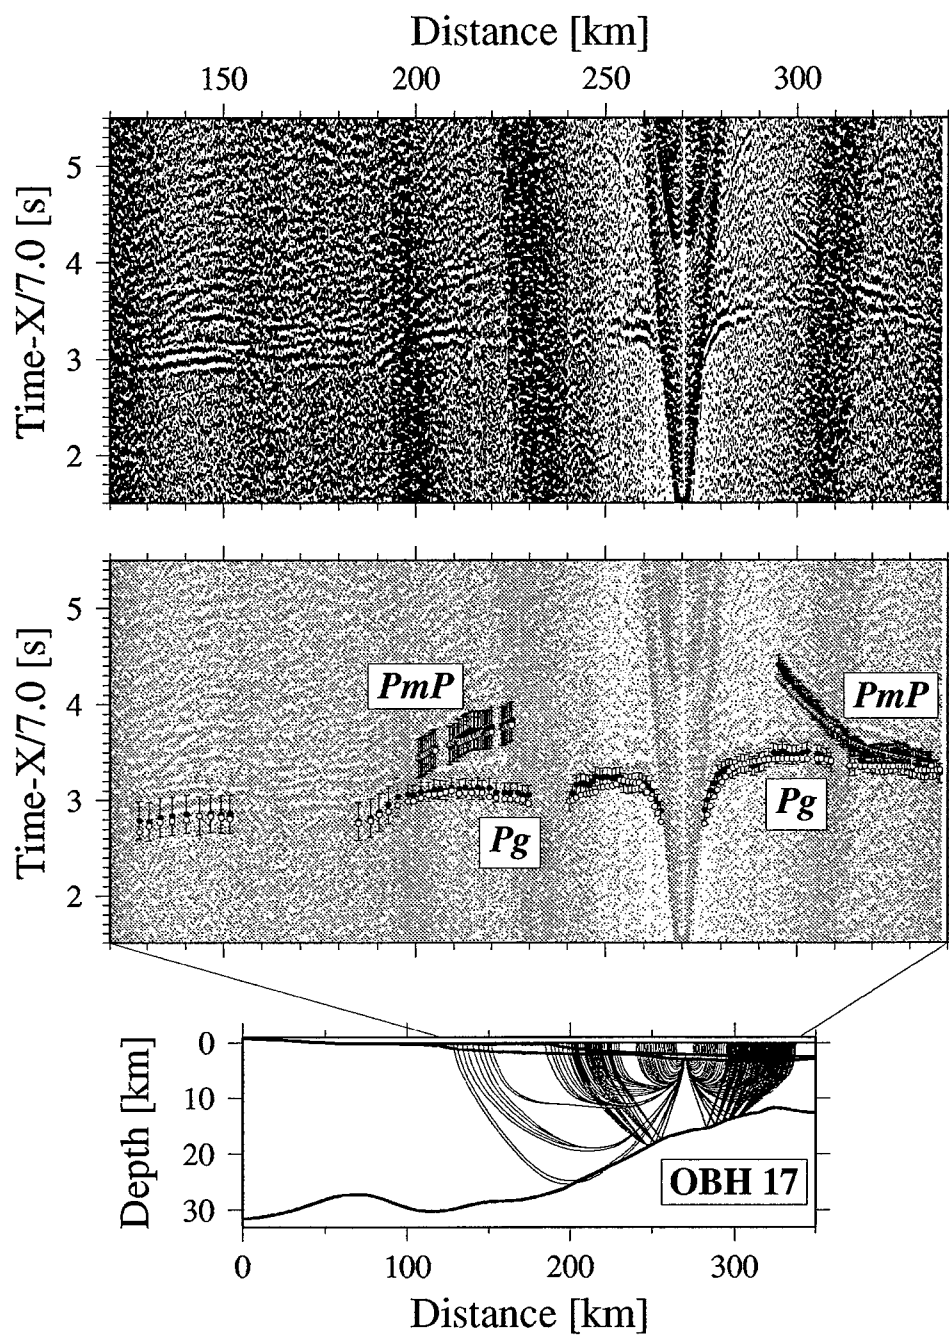 Distance [km]
150 200 250 300
5
4
3
2
Time-X/7.0 [s]
5
4
3
2
Time-X/7.0 [s]
PmP
PmP
Pg
Pg
0
10
20
30
Depth [km]
OBH 17
0 100 200 300
Distance [km]